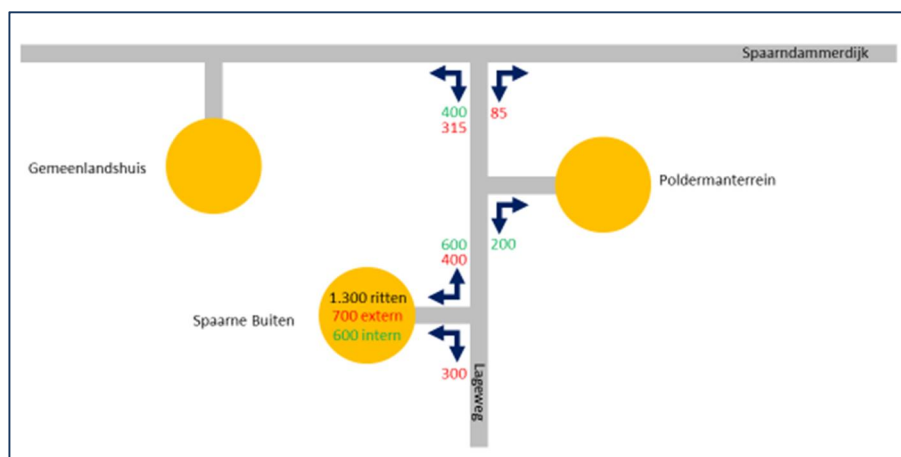 Spaarndammerdijk
400
315
85
Gemeenlandshuis
Poldermanterrein
600
400
200
1.300 ritten
700 extern
600 intern
Spaarne Buiten
300
Lageweg